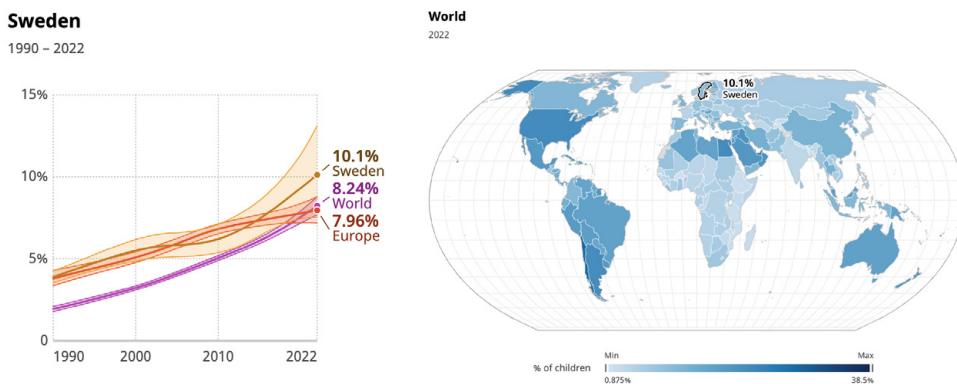 Sweden
1990 – 2022
15%
10%
5%
0
1990 2000 2010 2022
10.1%
Sweden
8.24%
World
7.96%
Europe
World
2022
10.1%
Sweden
% of children
Min Max
0.875% 38.5%